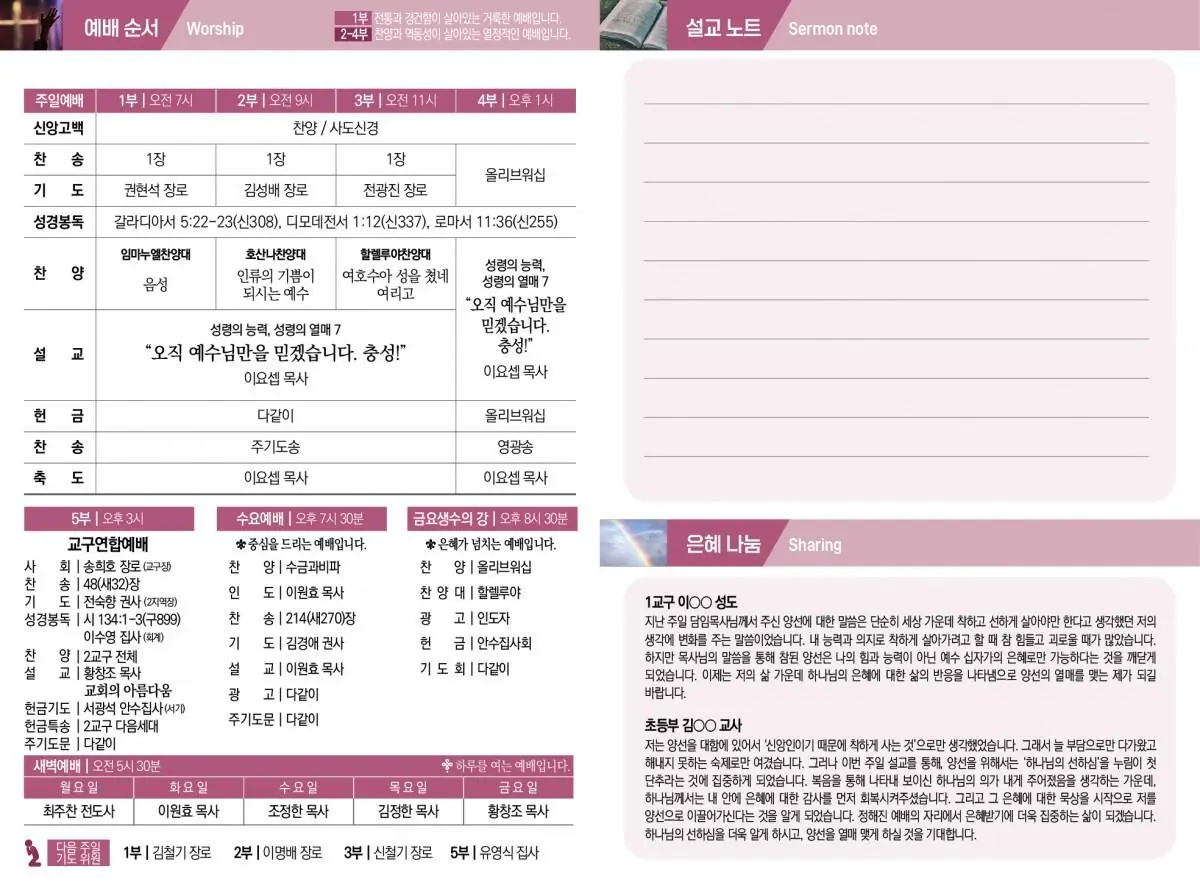 예배 순서 Worship
1부 전통과 경건함이 살아있는 거룩한 예배입니다.
2-4부 찬양과 역동성이 살아있는 열정적인 예배입니다.
주일예배 1부 | 오전 7시 2부 | 오전 9시 3부 | 오전 11시 4부 | 오후 1시
신앙고백 찬양 / 사도신경
찬 송 1장 1장 1장 올리브워십
기 도 권현석 장로 김성배 장로 전광진 장로
성경봉독 갈라디아서 5:22-23(신308), 디모데전서 1:12(신337), 로마서 11:36(신255)
찬 양
임마누엘찬양대
음성
호산나찬양대
인류의 기쁨이
되시는 예수
할렐루야찬양대
여호수아 성을 쳤네
여리고
성령의 능력,
성령의 열매 7
“오직 예수님만을
믿겠습니다.
충성!”
이요셉 목사
설 교
성령의 능력, 성령의 열매 7
“오직 예수님만을 믿겠습니다. 충성!”
이요셉 목사
헌 금 다같이 올리브워십
찬 송 주기도송 영광송
축 도 이요셉 목사 이요셉 목사
5부 | 오후 3시
교구연합예배
사 회 | 송희호 장로 (교구장)
찬 송 | 48(새32)장
기 도 | 전숙향 권사 (2지역장)
성경봉독 | 시 134:1-3(구899)
이수영 집사 (회계)
찬 양 | 2교구 전체
설 교 | 황창조 목사
교회의 아름다움
헌금기도 | 서광석 안수집사 (서기)
헌금특송 | 2교구 다음세대
주기도문 | 다같이
수요예배 | 오후 7시 30분
중심을 드리는 예배입니다.
찬 양 | 수금과비파
인 도 | 이원효 목사
찬 송 | 214(새270)장
기 도 | 김경애 권사
설 교 | 이원효 목사
광 고 | 다같이
주기도문 | 다같이
금요생수의 강 | 오후 8시 30분
은혜가 넘치는 예배입니다.
찬 양 | 올리브워십
찬 양 대 | 할렐루야
광 고 | 인도자
헌 금 | 안수집사회
기 도 회 | 다같이
새벽예배 | 오전 5시 30분 하루를 여는 예배입니다.
월 요 일 화 요 일 수 요 일 목 요 일 금 요 일
최주찬 전도사 이원효 목사 조정한 목사 김정한 목사 황창조 목사
다음 주일
기도 위원
1부 | 김철기 장로 2부 | 이명배 장로 3부 | 신철기 장로 5부 | 유영식 집사
설교 노트 Sermon note
은혜 나눔 Sharing
1교구 이○○ 성도
지난 주일 담임목사님께서 주신 양선에 대한 말씀은 단순히 세상 가운데 착하고 선하게 살아야만 한다고 생각했던 저의
생각에 변화를 주는 말씀이었습니다. 내 능력과 의지로 착하게 살아가려고 할 때 참 힘들고 괴로울 때가 많았습니다.
하지만 목사님의 말씀을 통해 참된 양선은 나의 힘과 능력이 아닌 예수 십자가의 은혜로만 가능하다는 것을 깨닫게
되었습니다. 이제는 저의 삶 가운데 하나님의 은혜에 대한 삶의 반응을 나타냄으로 양선의 열매를 맺는 제가 되길
바랍니다.
초등부 김○○ 교사
저는 양선을 대함에 있어서 ‘신앙인이기 때문에 착하게 사는 것’으로만 생각했었습니다. 그래서 늘 부담으로만 다가왔고
해내지 못하는 숙제로만 여겼습니다. 그러나 이번 주일 설교를 통해, 양선을 위해서는 ‘하나님의 선하심’을 누림이 첫
단추라는 것에 집중하게 되었습니다. 복음을 통해 나타내 보이신 하나님의 의가 내게 주어졌음을 생각하는 가운데,
하나님께서는 내 안에 은혜에 대한 감사를 먼저 회복시켜주셨습니다. 그리고 그 은혜에 대한 묵상을 시작으로 저를
양선으로 이끌어가신다는 것을 알게 되었습니다. 정해진 예배의 자리에서 은혜받기에 더욱 집중하는 삶이 되겠습니다.
하나님의 선하심을 더욱 알게 하시고, 양선을 열매 맺게 하실 것을 기대합니다.